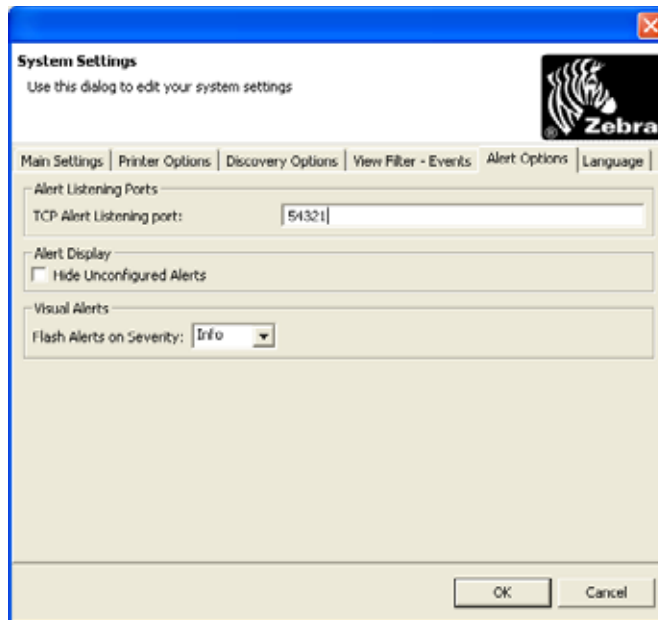 System Settings
Use this dialog to edit your system settings
® Zebra
Main Settings Printer Options Discovery Options View Filter - Events Alert Options Language
Alert Listening Ports
TCP Alert Listening port: 54321
Alert Display
Hide Unconfigured Alerts
Visual Alerts
Flash Alerts on Severity: Info
OK Cancel